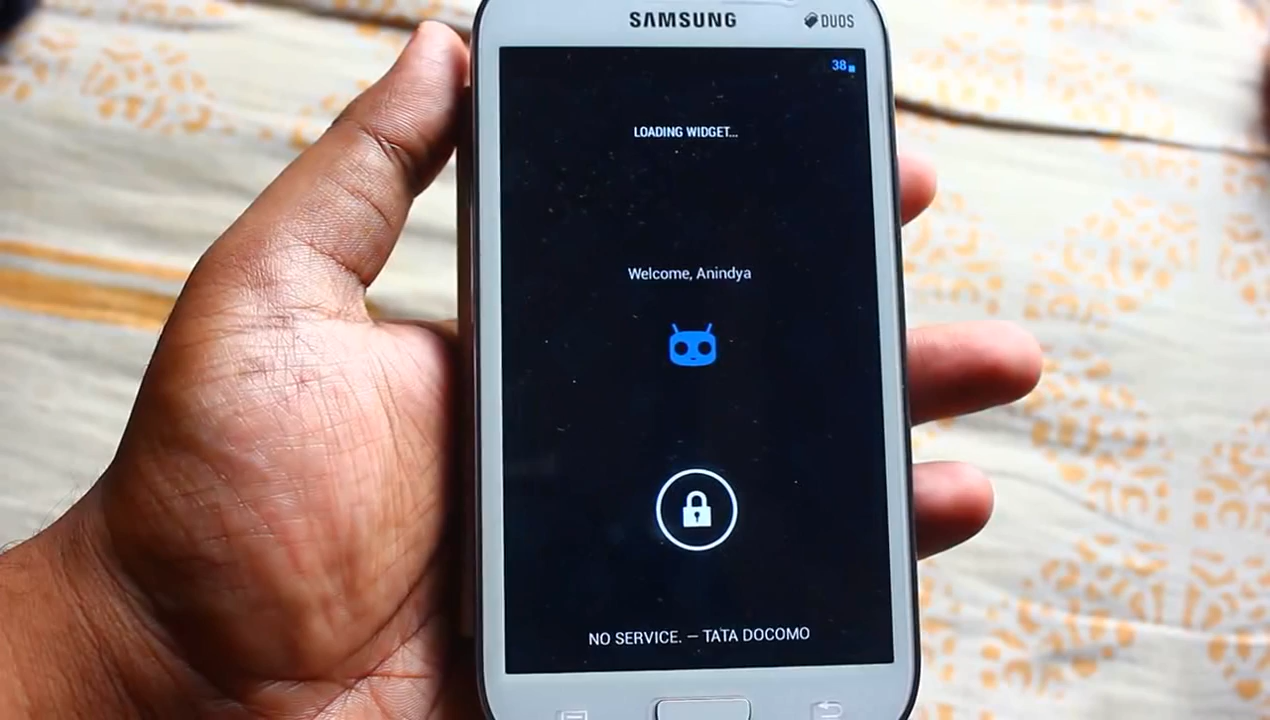 SAMSUNG
DUOS
38
LOADING WIDGET...
Welcome, Anindya
NO SERVICE. – TATA DOCOMO